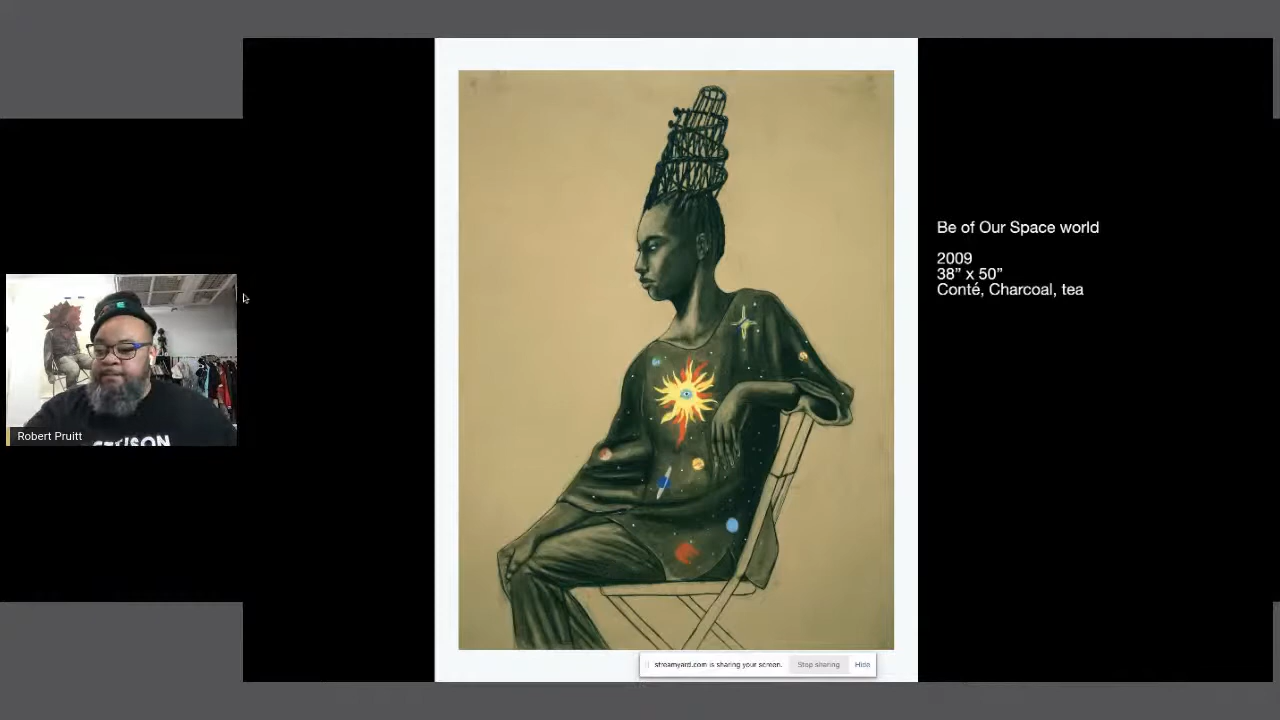 Be of Our Space world
2009
38” x 50”
Conté, Charcoal, tea
Robert Pruitt
streamyard.com is sharing your screen.
Stop sharing
Hide